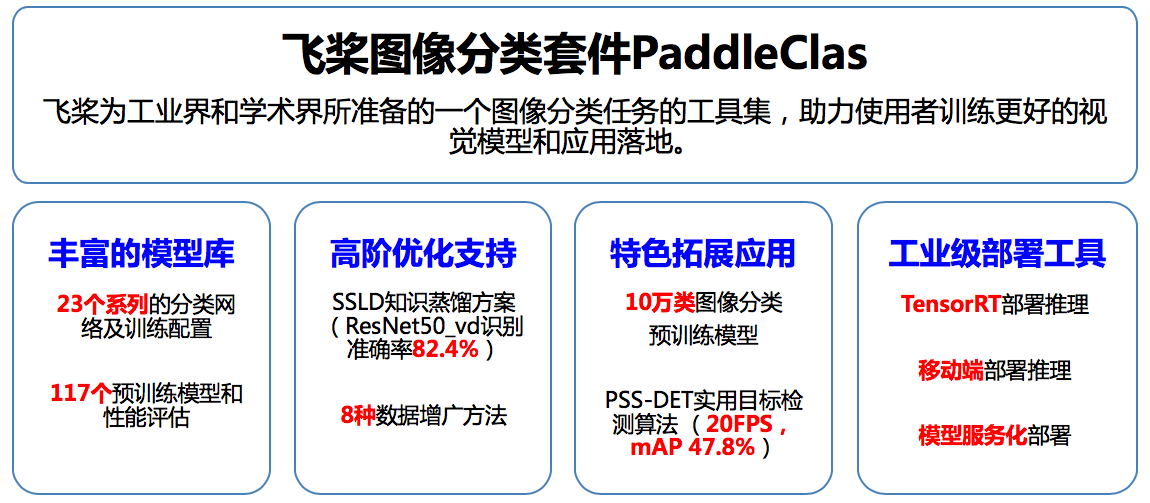 飞桨图像分类套件PaddleClas
飞桨为工业界和学术界所准备的一个图像分类任务的工具集，助力使用者训练更好的视
觉模型和应用落地。
丰富的模型库
23个系列的分类网
络及训练配置
117个预训练模型和
性能评估
高阶优化支持
SSLD知识蒸馏方案
（ResNet50_vd识别
准确率82.4%）
8种数据增广方法
特色拓展应用
10万类图像分类
预训练模型
PSS-DET实用目标检
测算法（20FPS，
mAP 47.8%）
工业级部署工具
TensorRT部署推理
移动端部署推理
模型服务化部署